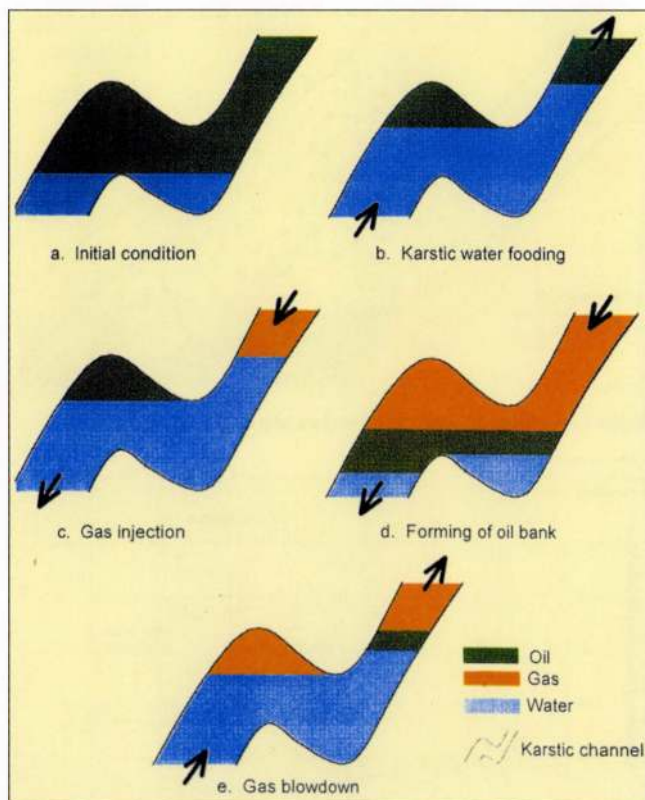 a. Initial condition
b. Karstic water fooding
c. Gas injection
d. Forming of oil bank
e. Gas blowdown
Oil
Gas
Water
Karstic channel